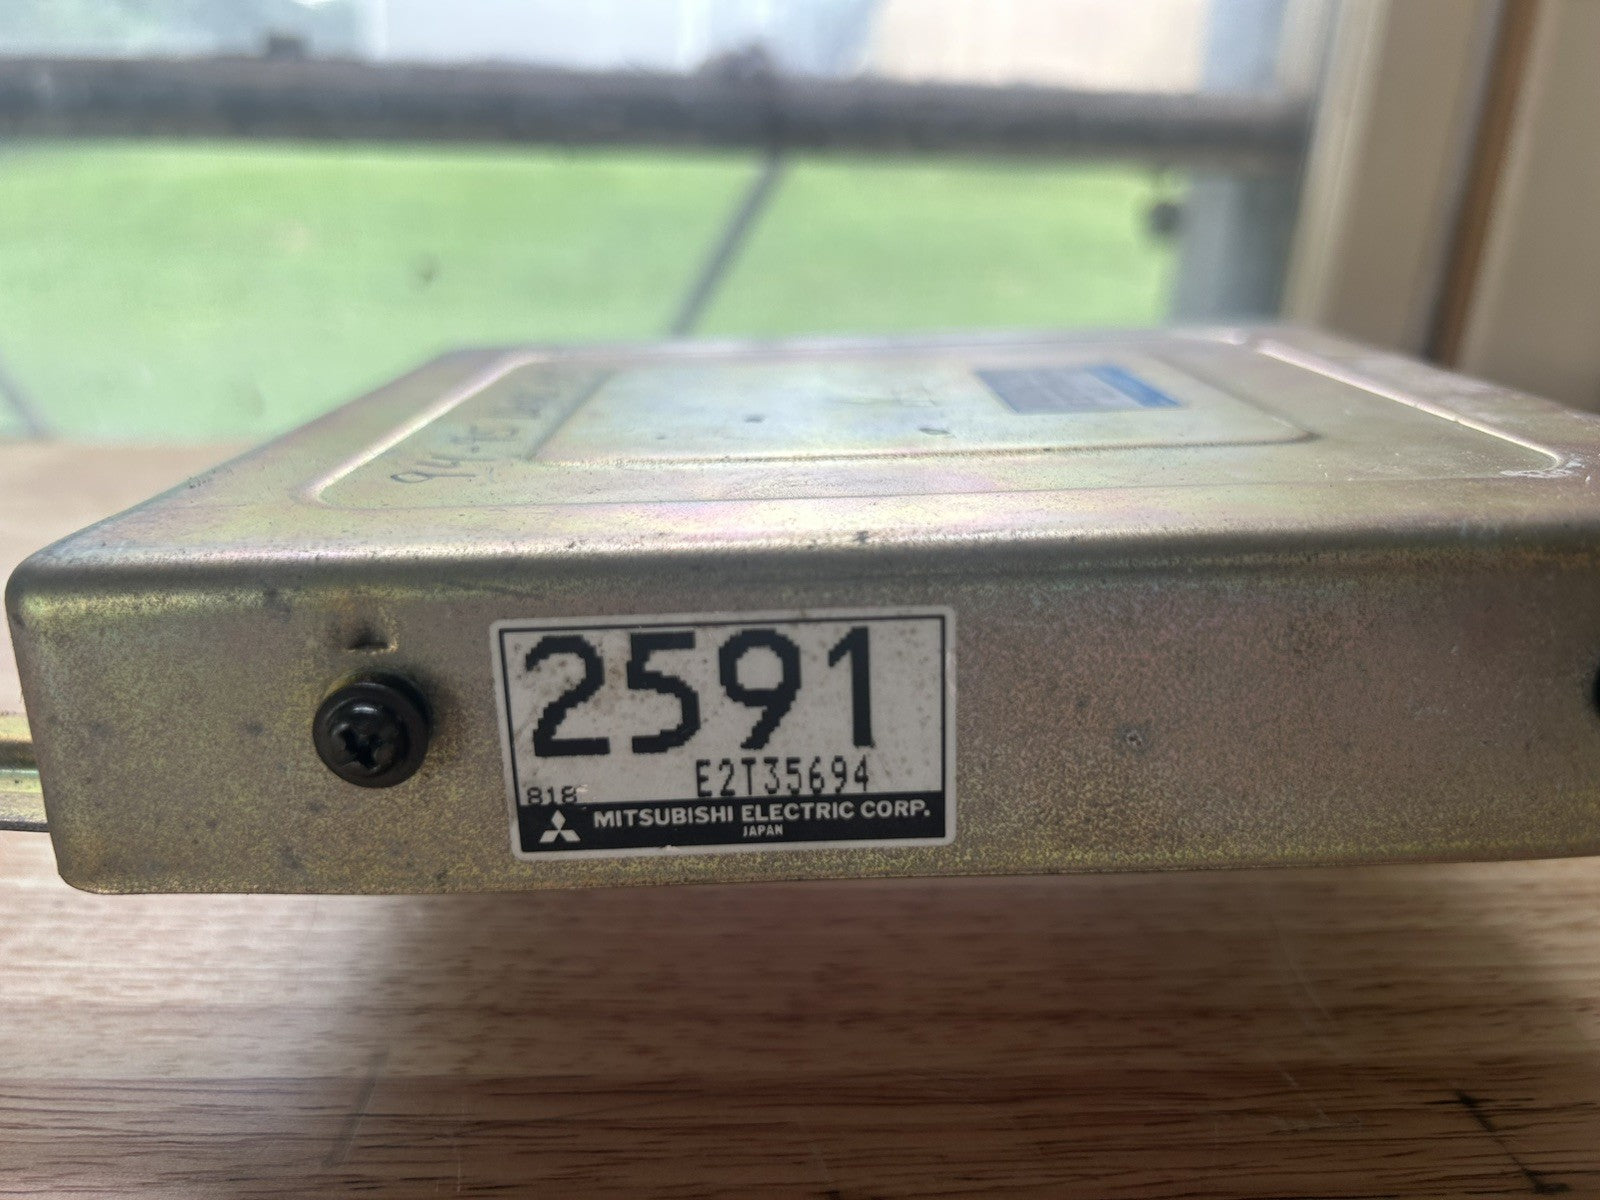 2591
E2T35694
818
MITSUBISHI ELECTRIC CORP.
JAPAN